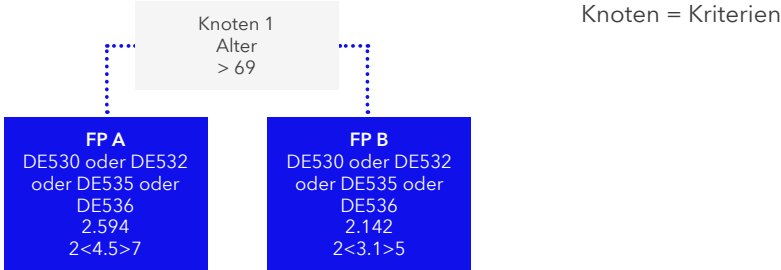 Knoten = Kriterien
Knoten 1
Alter
> 69
FP A
DE530 oder DE532
oder DE535 oder
DE536
2.594
2<4.5>7
FP B
DE530 oder DE532
oder DE535 oder
DE536
2.142
2<3.1>5